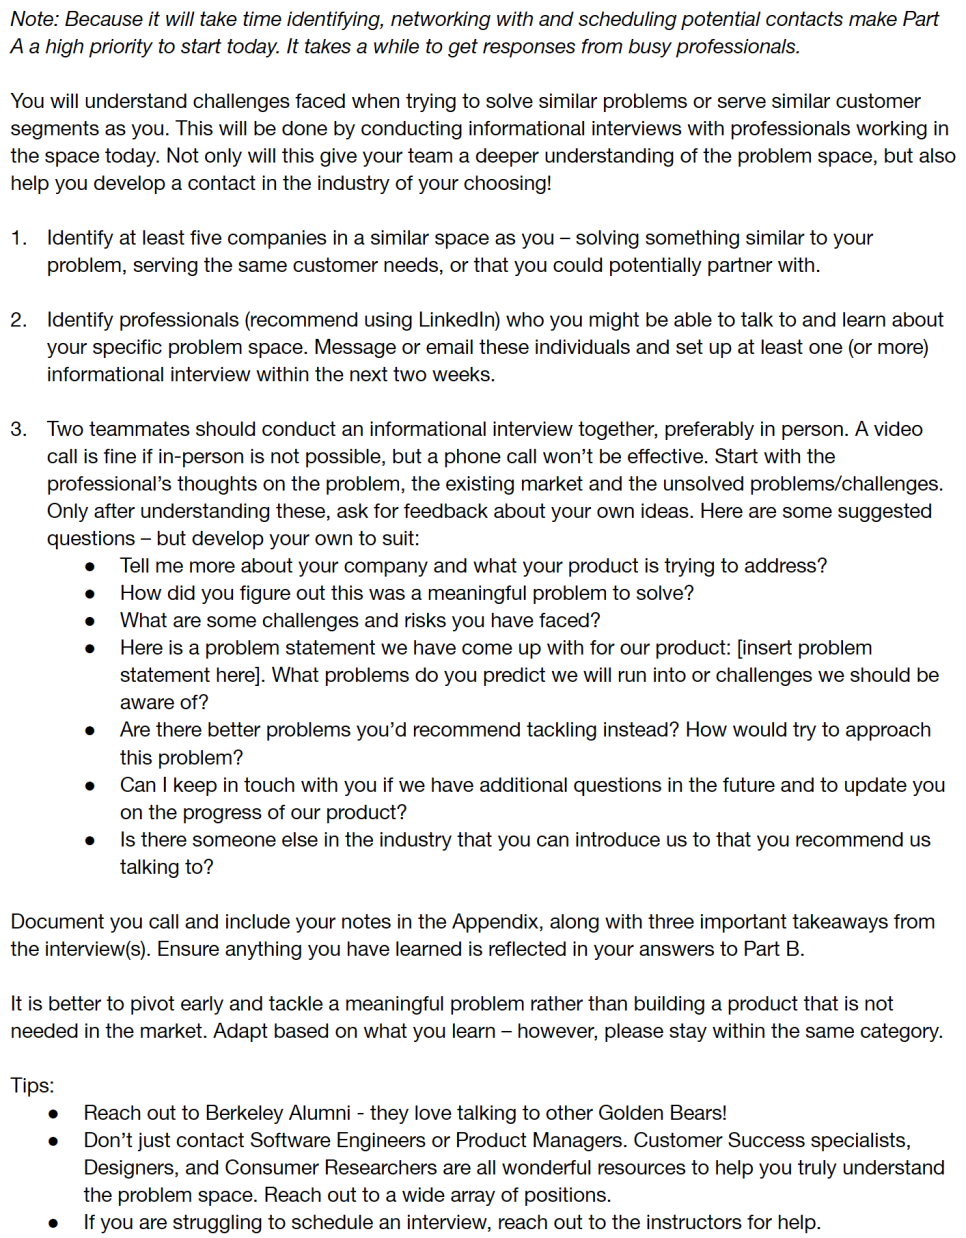 Note: Because it will take time identifying, networking with and scheduling potential contacts make Part
A a high priority to start today. It takes a while to get responses from busy professionals.
You will understand challenges faced when trying to solve similar problems or serve similar customer
segments as you. This will be done by conducting informational interviews with professionals working in
the space today. Not only will this give your team a deeper understanding of the problem space, but also
help you develop a contact in the industry of your choosing!
1. Identify at least five companies in a similar space as you – solving something similar to your
problem, serving the same customer needs, or that you could potentially partner with.
2. Identify professionals (recommend using LinkedIn) who you might be able to talk to and learn about
your specific problem space. Message or email these individuals and set up at least one (or more)
informational interview within the next two weeks.
3. Two teammates should conduct an informational interview together, preferably in person. A video
call is fine if in-person is not possible, but a phone call won’t be effective. Start with the
professional’s thoughts on the problem, the existing market and the unsolved problems/challenges.
Only after understanding these, ask for feedback about your own ideas. Here are some suggested
questions – but develop your own to suit:
● Tell me more about your company and what your product is trying to address?
● How did you figure out this was a meaningful problem to solve?
● What are some challenges and risks you have faced?
● Here is a problem statement we have come up with for our product: [insert problem
statement here]. What problems do you predict we will run into or challenges we should be
aware of?
● Are there better problems you’d recommend tackling instead? How would try to approach
this problem?
● Can I keep in touch with you if we have additional questions in the future and to update you
on the progress of our product?
● Is there someone else in the industry that you can introduce us to that you recommend us
talking to?
Document you call and include your notes in the Appendix, along with three important takeaways from
the interview(s). Ensure anything you have learned is reflected in your answers to Part B.
It is better to pivot early and tackle a meaningful problem rather than building a product that is not
needed in the market. Adapt based on what you learn – however, please stay within the same category.
Tips:
● Reach out to Berkeley Alumni - they love talking to other Golden Bears!
● Don’t just contact Software Engineers or Product Managers. Customer Success specialists,
Designers, and Consumer Researchers are all wonderful resources to help you truly understand
the problem space. Reach out to a wide array of positions.
● If you are struggling to schedule an interview, reach out to the instructors for help.